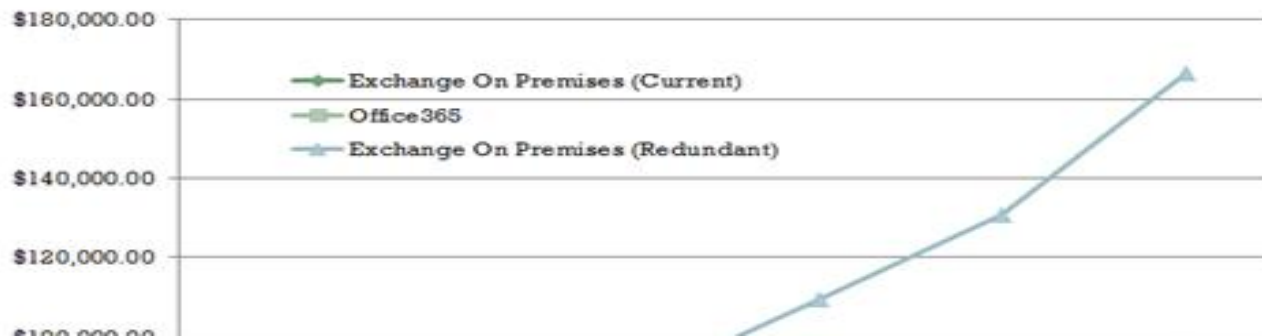 $180,000.00
Exchange On Premises (Current)
$160,000.00
Office365
Exchange On Premises (Redundant)
$140,000.00
$120,000.00